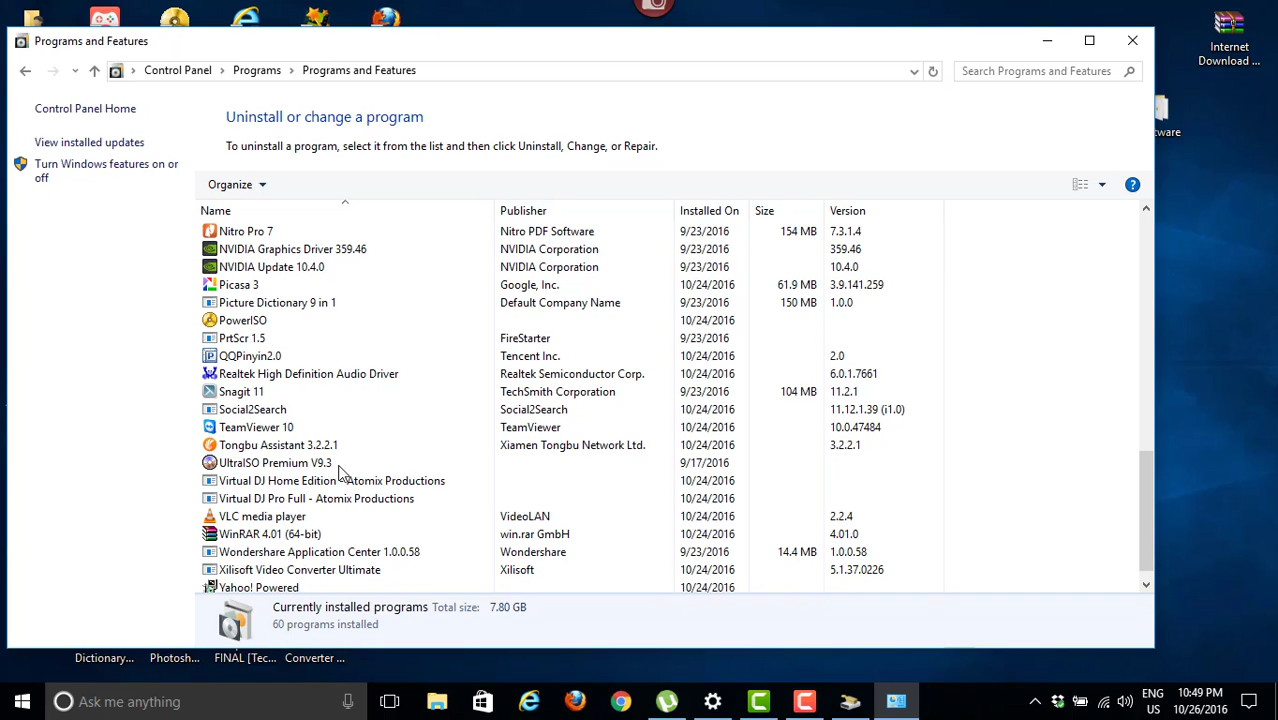 Internet
Download ...
tware
Programs and Features
Control Panel > Programs > Programs and Features
Search Programs and Features
Control Panel Home
View installed updates
Turn Windows features on or
off
Uninstall or change a program
To uninstall a program, select it from the list and then click Uninstall, Change, or Repair.
Organize
Name Publisher Installed On Size Version
Nitro Pro 7 Nitro PDF Software 9/23/2016 154 MB 7.3.1.4
NVIDIA Graphics Driver 359.46 NVIDIA Corporation 9/23/2016 359.46
NVIDIA Update 10.4.0 NVIDIA Corporation 9/23/2016 10.4.0
Picasa 3 Google, Inc. 10/24/2016 61.9 MB 3.9.141.259
Picture Dictionary 9 in 1 Default Company Name 9/23/2016 150 MB 1.0.0
PowerISO 10/24/2016
PrtScr 1.5 FireStarter 9/23/2016
QQPinyin2.0 Tencent Inc. 10/24/2016 2.0
Realtek High Definition Audio Driver Realtek Semiconductor Corp. 10/24/2016 6.0.1.7661
Snagit 11 TechSmith Corporation 9/23/2016 104 MB 11.2.1
Social2Search Social2Search 10/24/2016 11.12.1.39 (i1.0)
TeamViewer 10 TeamViewer 10/24/2016 10.0.47484
Tongbu Assistant 3.2.2.1 Xiamen Tongbu Network Ltd. 10/24/2016 3.2.2.1
UltraISO Premium V9.3 9/17/2016
Virtual DJ Home Edition - Atomix Productions 10/24/2016
Virtual DJ Pro Full - Atomix Productions 10/24/2016
VLC media player VideoLAN 10/24/2016 2.2.4
WinRAR 4.01 (64-bit) win.rar GmbH 10/24/2016 4.01.0
Wondershare Application Center 1.0.0.58 Wondershare 9/23/2016 14.4 MB 1.0.0.58
Xilisoft Video Converter Ultimate Xilisoft 10/24/2016 5.1.37.0226
Yahoo! Powered 10/24/2016
Currently installed programs Total size: 7.80 GB
60 programs installed
Dictionary... Photosh... FINAL [Tec... Converter ...
Ask me anything
ENG 10:49 PM
US 10/26/2016